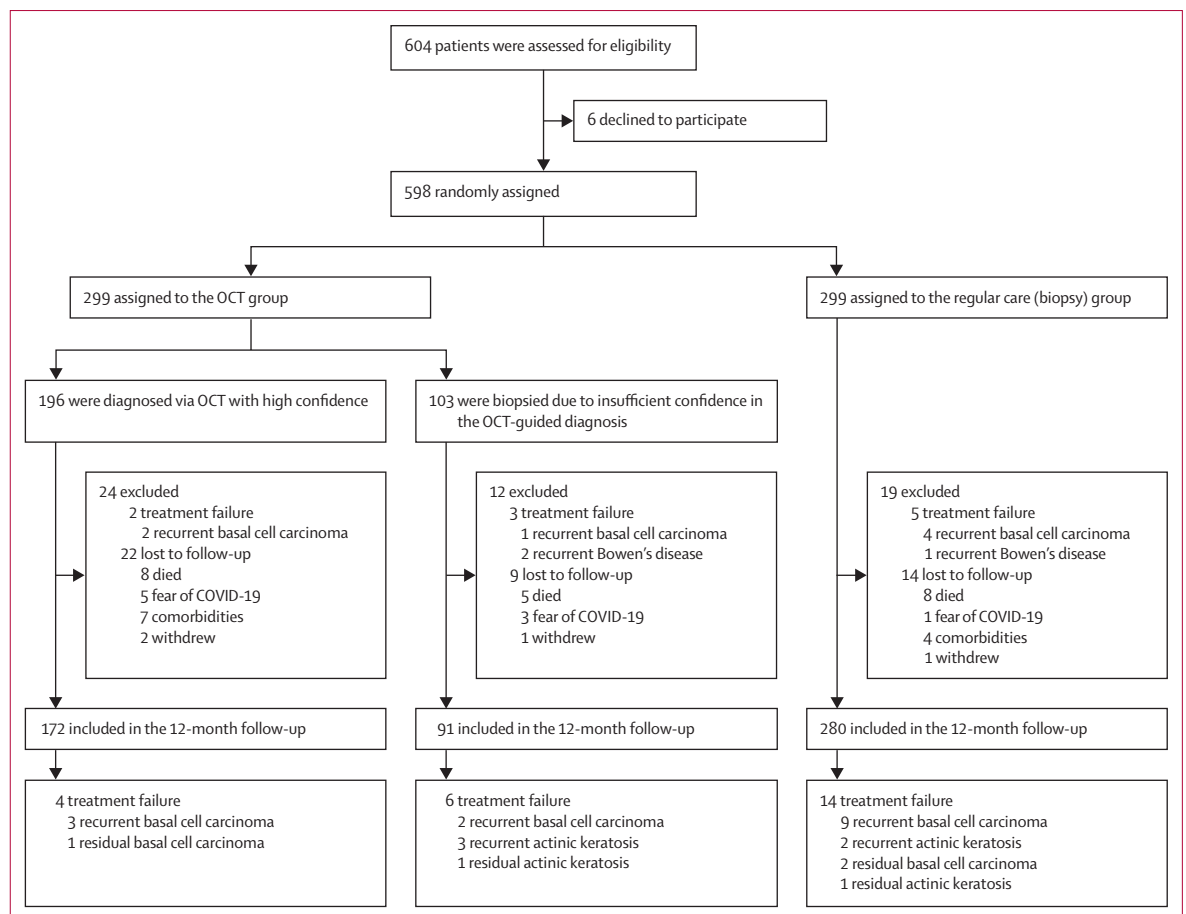 604 patients were assessed for eligibility
6 declined to participate
598 randomly assigned
299 assigned to the OCT group
299 assigned to the regular care (biopsy) group
196 were diagnosed via OCT with high confidence
103 were biopsied due to insufficient confidence in
the OCT-guided diagnosis
24 excluded
2 treatment failure
2 recurrent basal cell carcinoma
22 lost to follow-up
8 died
5 fear of COVID-19
7 comorbidities
2 withdrew
12 excluded
3 treatment failure
1 recurrent basal cell carcinoma
2 recurrent Bowen's disease
9 lost to follow-up
5 died
3 fear of COVID-19
1 withdrew
19 excluded
5 treatment failure
4 recurrent basal cell carcinoma
1 recurrent Bowen's disease
14 lost to follow-up
8 died
1 fear of COVID-19
4 comorbidities
1 withdrew
172 included in the 12-month follow-up
91 included in the 12-month follow-up
280 included in the 12-month follow-up
4 treatment failure
3 recurrent basal cell carcinoma
1 residual basal cell carcinoma
6 treatment failure
2 recurrent basal cell carcinoma
3 recurrent actinic keratosis
1 residual actinic keratosis
14 treatment failure
9 recurrent basal cell carcinoma
2 recurrent actinic keratosis
2 residual basal cell carcinoma
1 residual actinic keratosis